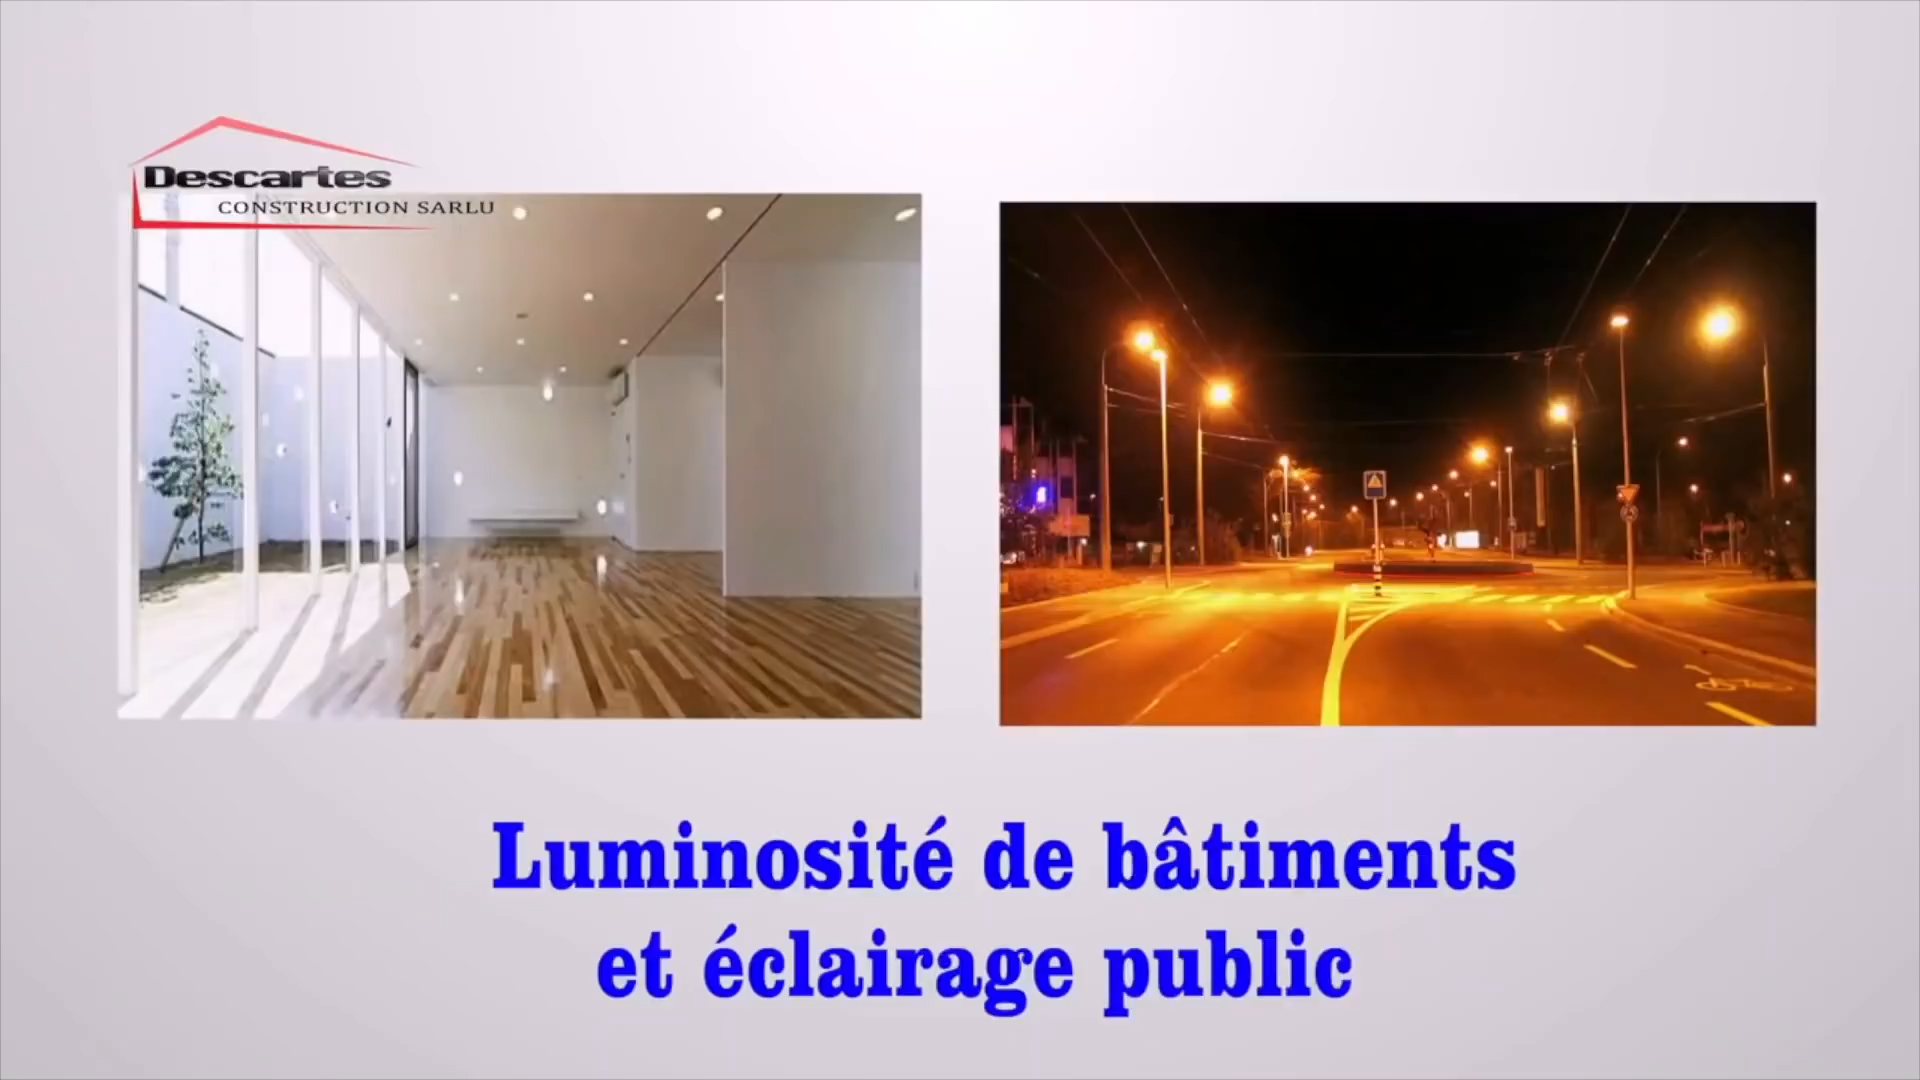 Descartes
CONSTRUCTION SARLU
Luminosité de bâtiments
et éclairage public